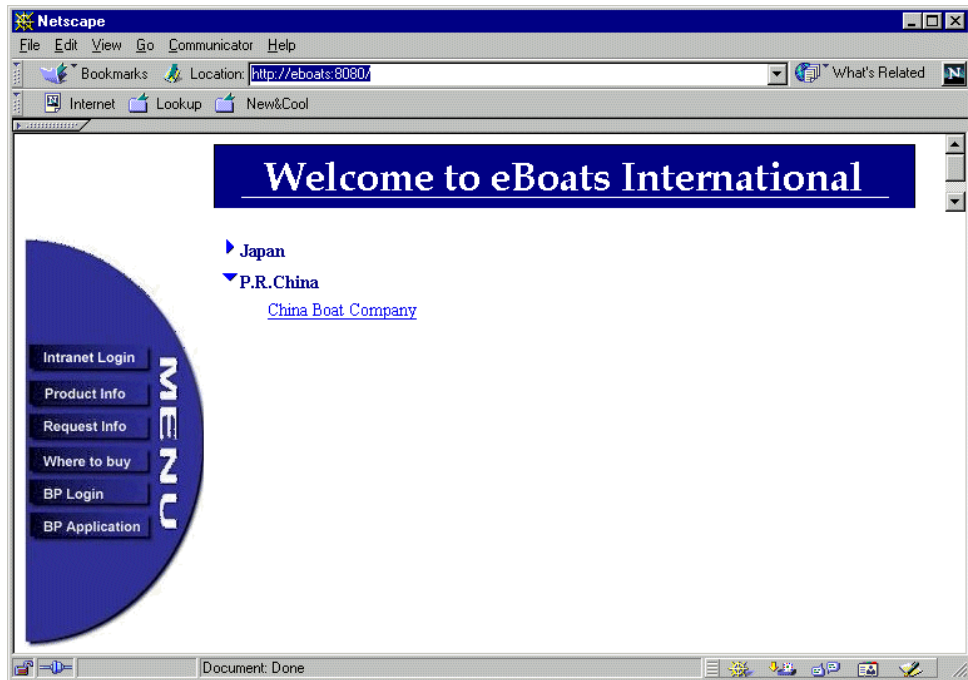 Netscape
File Edit View Go Communicator Help
Bookmarks Location: http://eboats:8080/ What's Related N
Internet Lookup New&Cool
Welcome to eBoats International
Japan
P.R.China
China Boat Company
Intranet Login
Product Info
Request Info
Where to buy
BP Login
BP Application
MENU
Document: Done